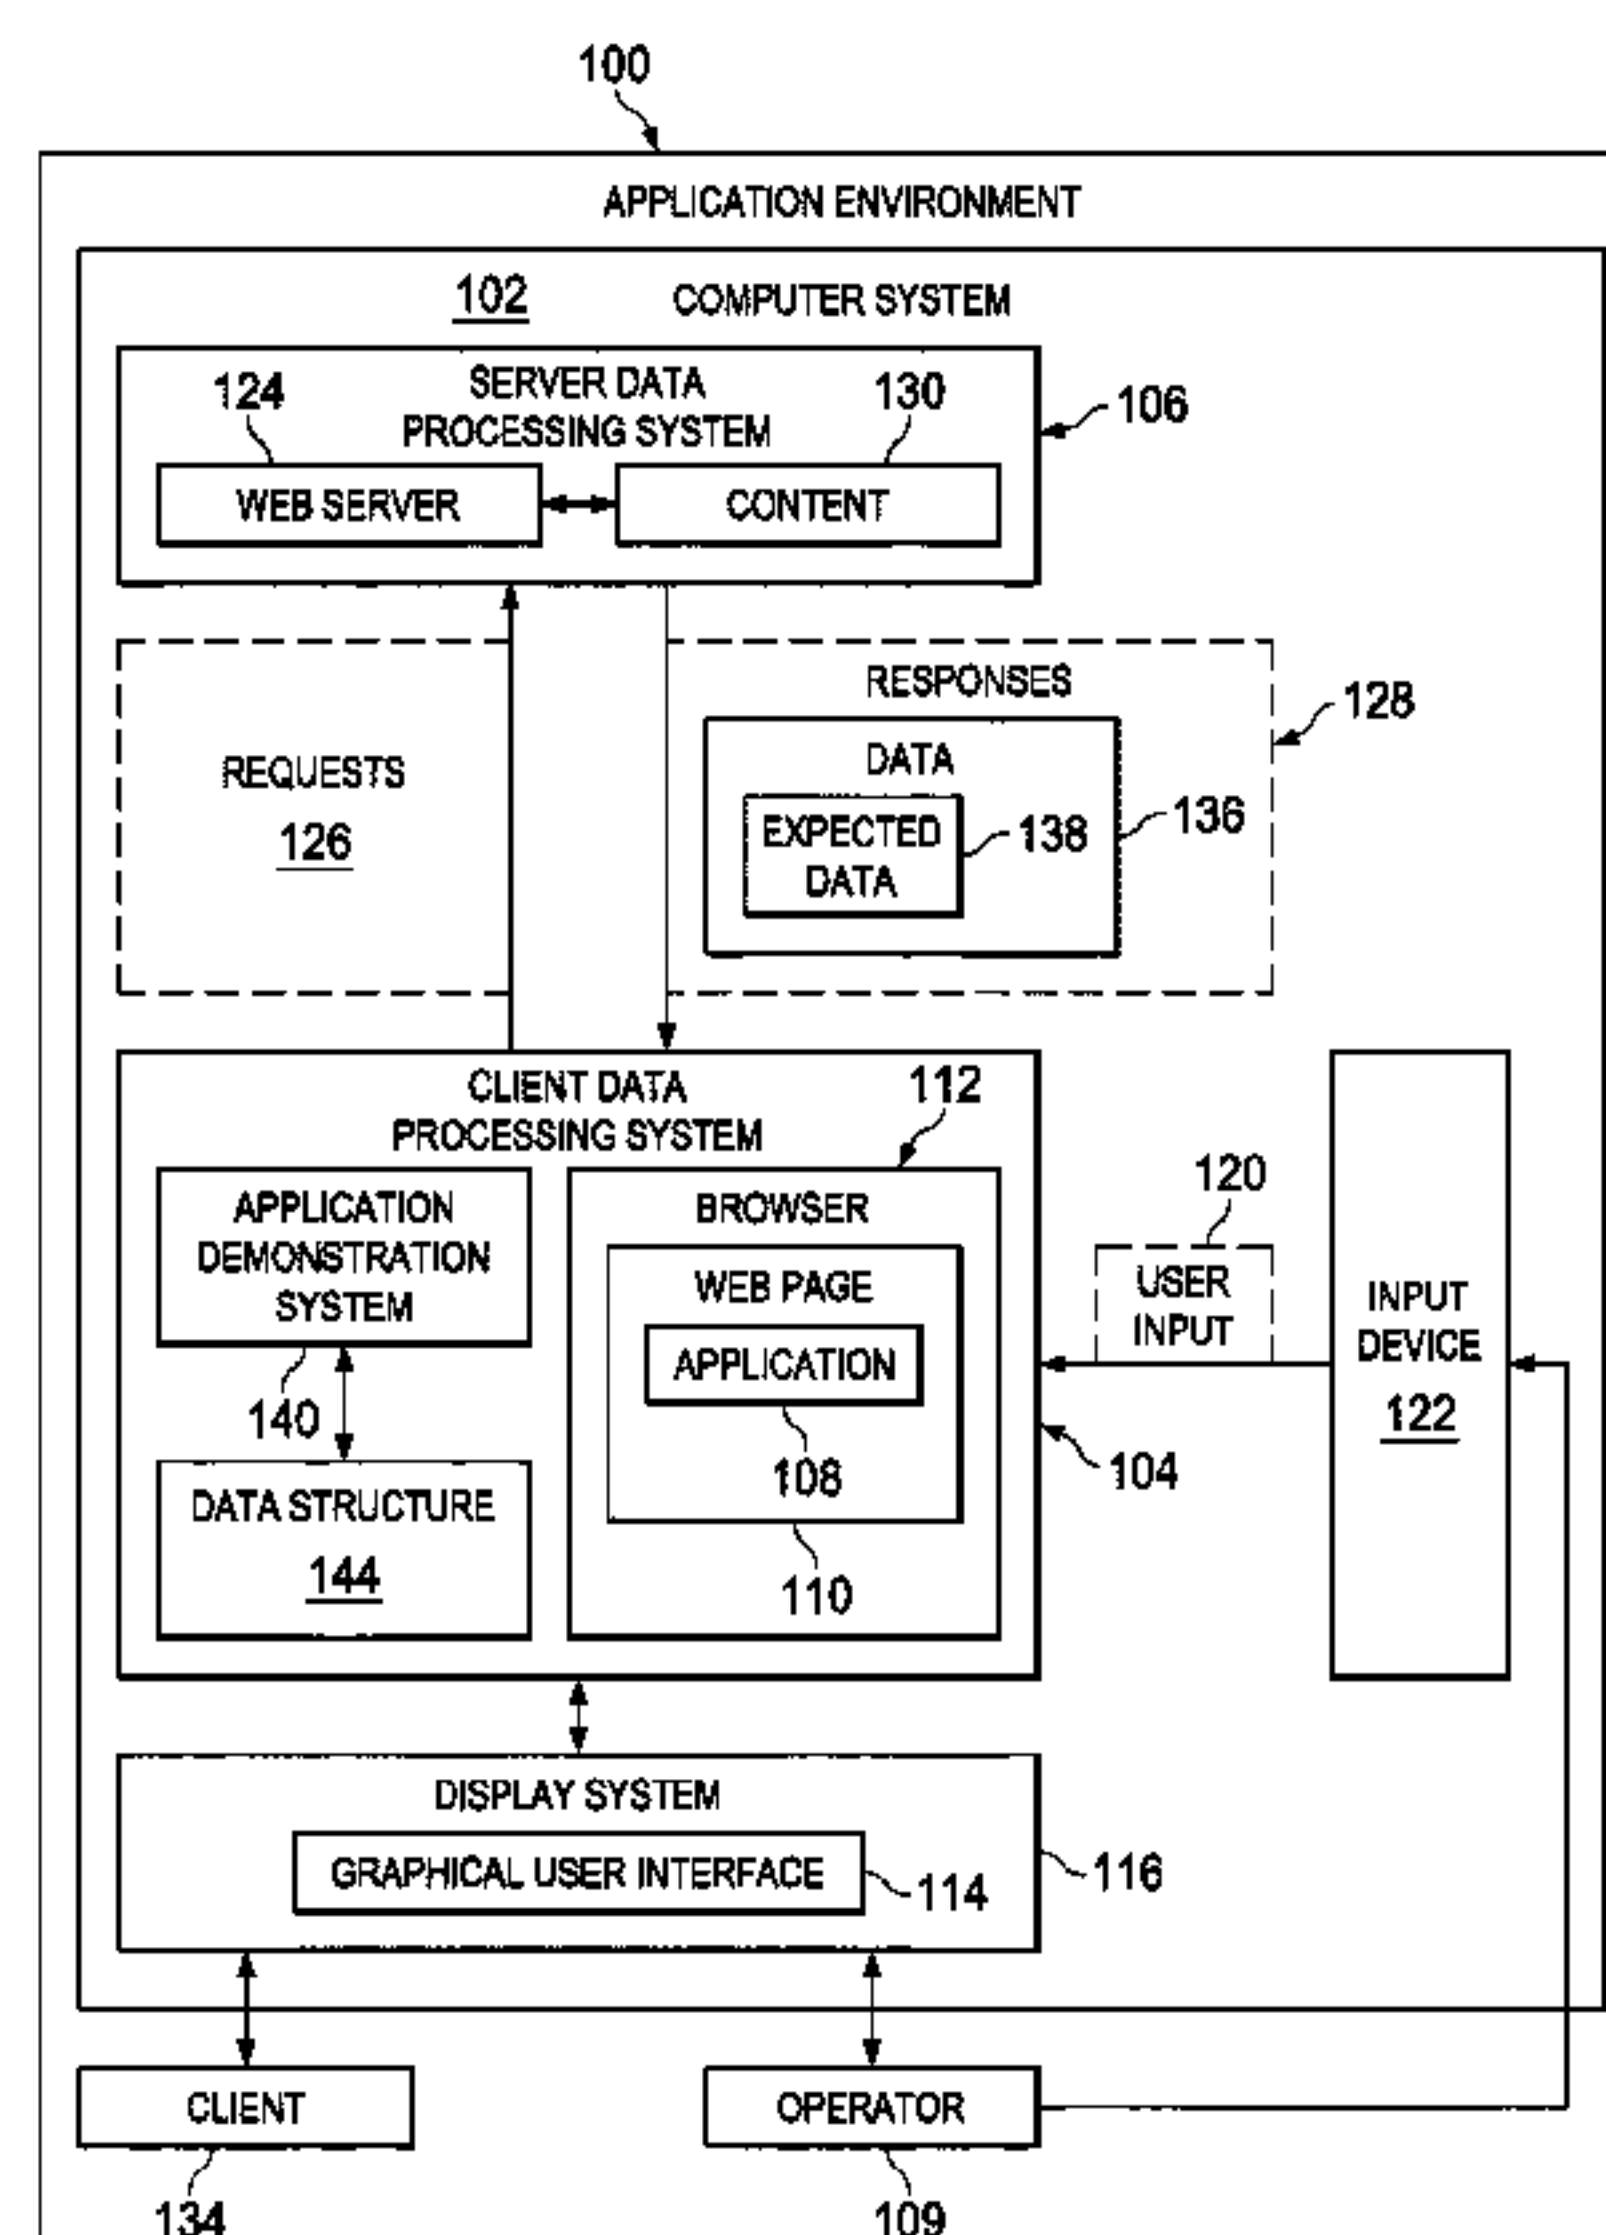 100
APPLICATION ENVIRONMENT
102
COMPUTER SYSTEM
SERVER DATA
PROCESSING SYSTEM
124
130
106
WEB SERVER
CONTENT
REQUESTS
126
RESPONSES
128
DATA
136
EXPECTED
DATA
138
CLIENT DATA
PROCESSING SYSTEM
112
APPLICATION
DEMONSTRATION
SYSTEM
140
DATA STRUCTURE
144
BROWSER
WEB PAGE
APPLICATION
108
110
120
USER
INPUT
INPUT
DEVICE
122
104
DISPLAY SYSTEM
GRAPHICAL USER INTERFACE
114
116
CLIENT
134
OPERATOR
109